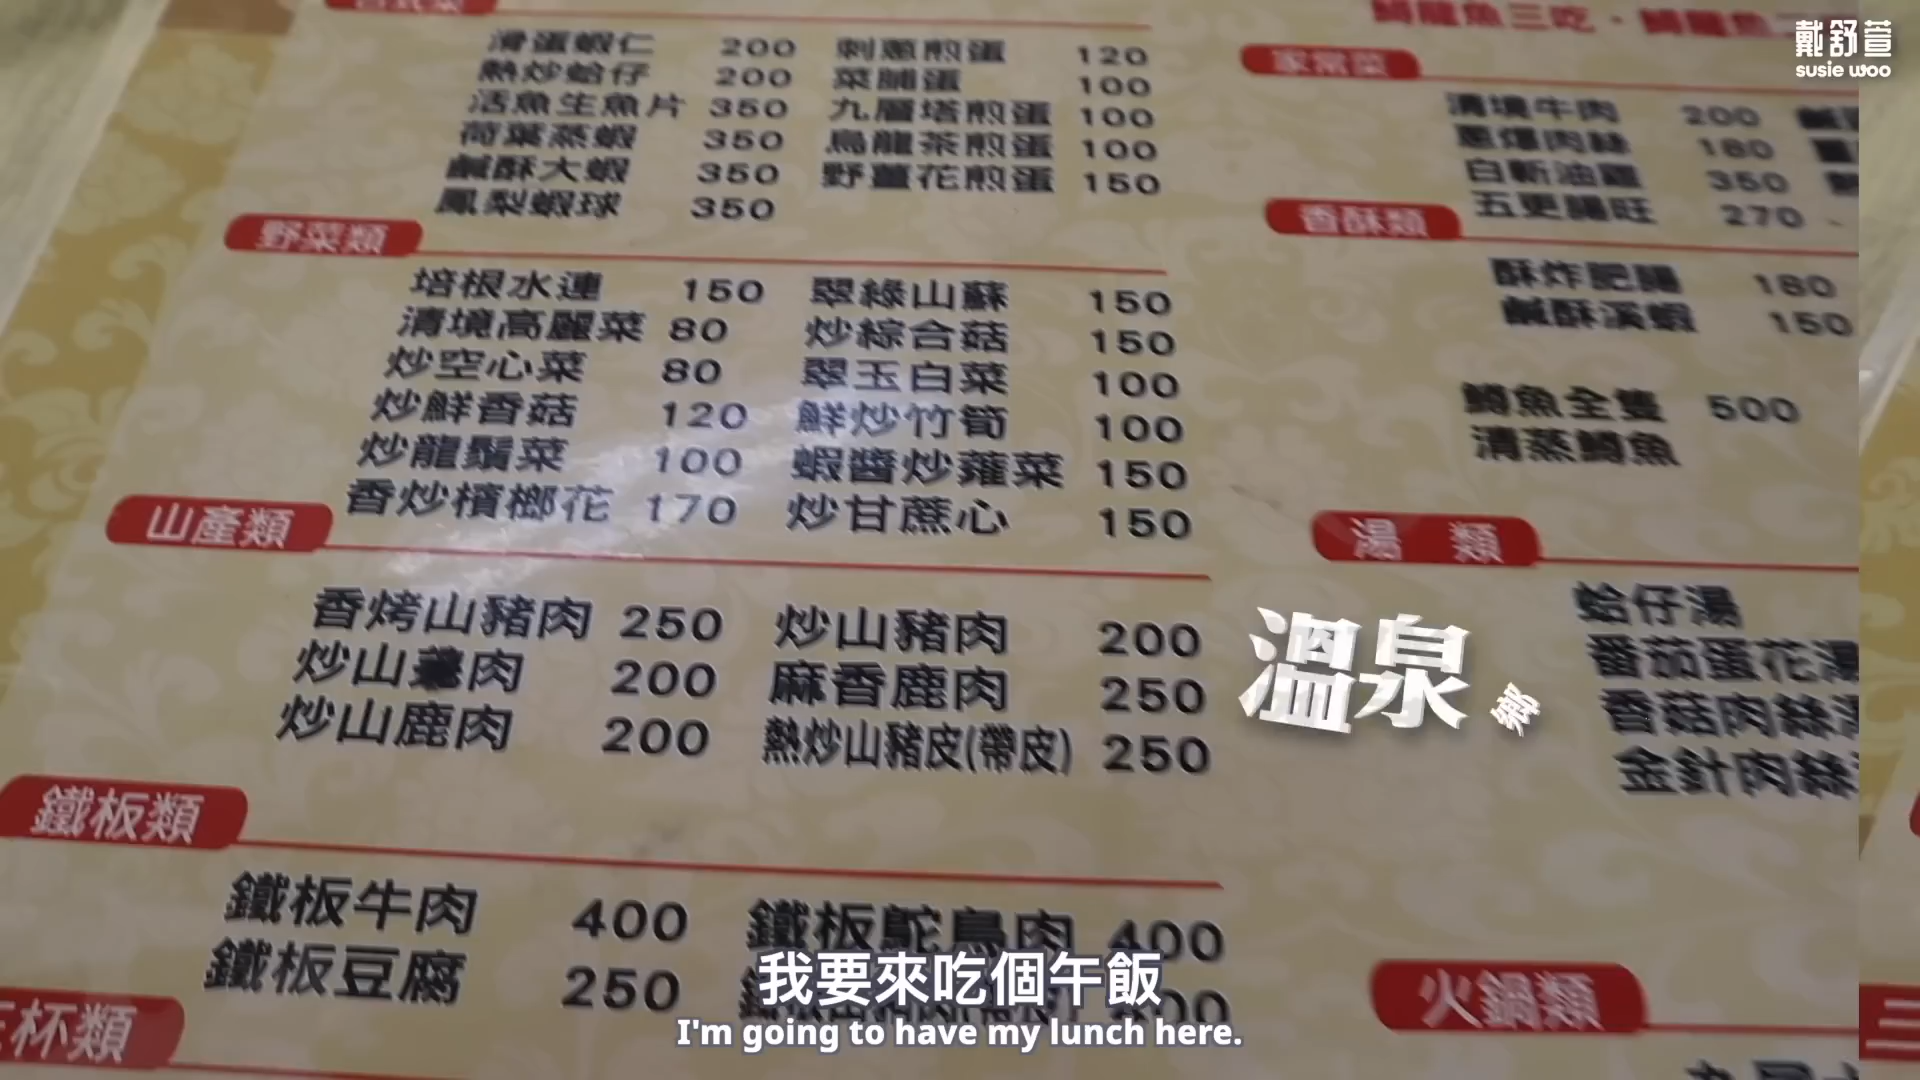 戴舒萱
susie woo
滑蛋蝦仁 200 刺蔥煎蛋 120
熱炒蛤仔 200 菜脯蛋 100
活魚生魚片 350 九層塔煎蛋 100
荷葉蒸蝦 350 烏龍茶煎蛋 100
鹹酥大蝦 350 野薑花煎蛋 150
鳳梨蝦球 350
野菜類
培根水連 150 翠綠山蘇 150
清境高麗菜 80 炒綜合菇 150
炒空心菜 80 翠玉白菜 100
炒鮮香菇 120 鮮炒竹筍 100
炒龍鬚菜 100 蝦醬炒蘿菜 150
香炒檳榔花 170 炒甘蔗心 150
山產類
香烤山豬肉 250 炒山豬肉 200
炒山羌肉 200 麻香鹿肉 250
炒山鹿肉 200 熱炒山豬皮(帶皮) 250
鐵板類
鐵板牛肉 400 鐵板鴕鳥肉 400
鐵板豆腐 250
杯類
家常菜
清境牛肉 200
蔥爆肉絲 180
白斬油雞 350
五更腸旺 270
香酥類
酥炸肥腸 180
鹹酥溪蝦 150
鱒魚全隻 500
清蒸鱒魚
湯 類
蛤仔湯
番茄蛋花湯
香菇肉絲
金針肉絲
火鍋類
溫泉鄉
我要來吃個午飯
I'm going to have my lunch here.